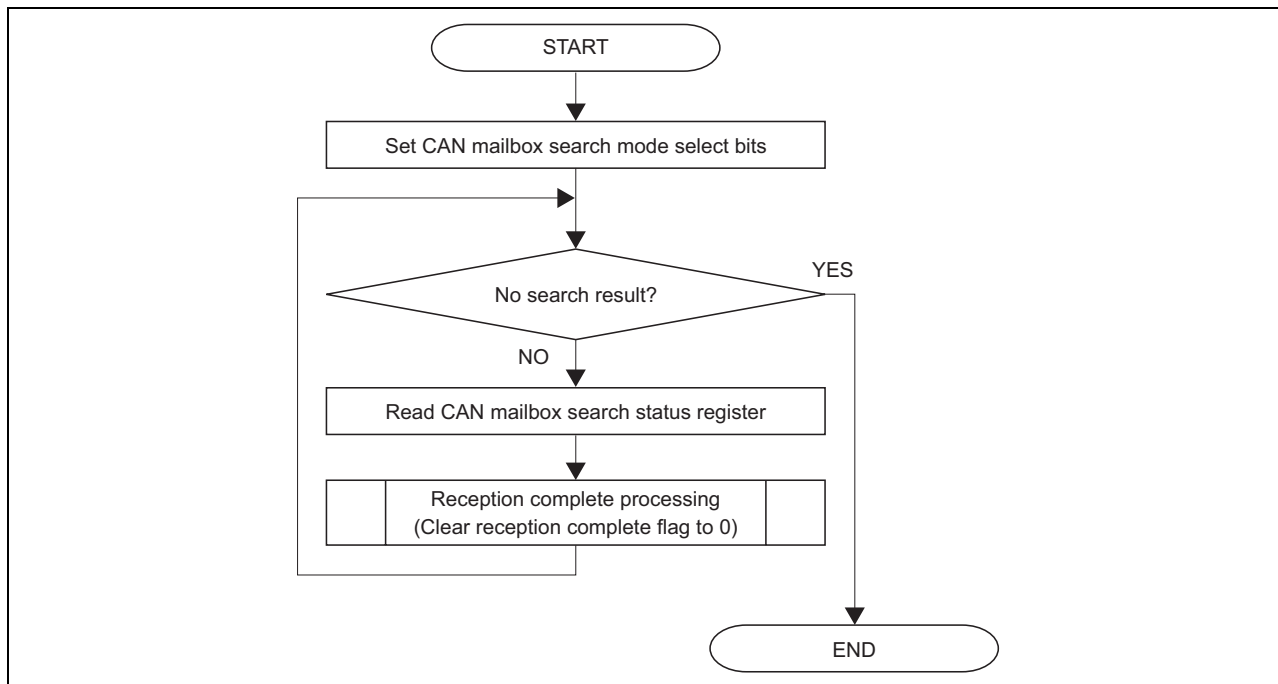 START
Set CAN mailbox search mode select bits
YES
No search result?
NO
Read CAN mailbox search status register
Reception complete processing
(Clear reception complete flag to 0)
END